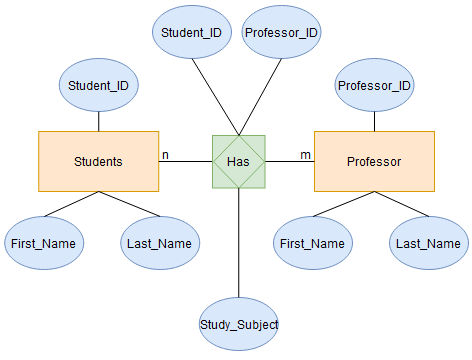 Student_ID
Professor_ID
Student_ID
Professor_ID
Students
n
Has
m
Professor
First_Name
Last_Name
First_Name
Last_Name
Study_Subject